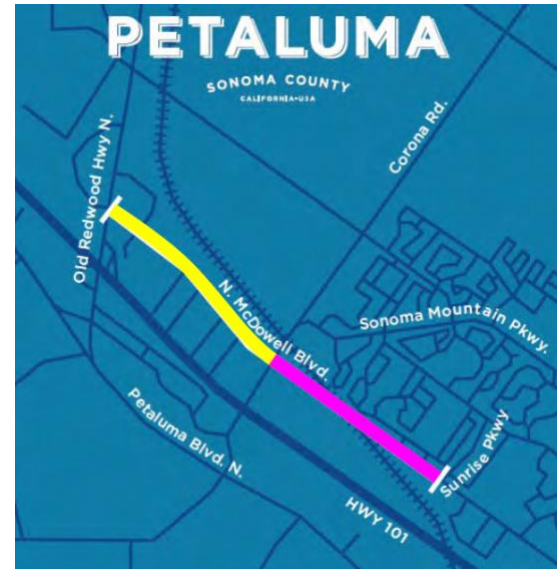 PETALUMA
SONOMA COUNTY
CALIFORNIA•USA
Old Redwood Hwy N.
Corona Rd.
N. McDowell Blvd.
Sonoma Mountain Pkwy.
Petaluma Blvd. N.
Sunrise Pkwy
HWY 101